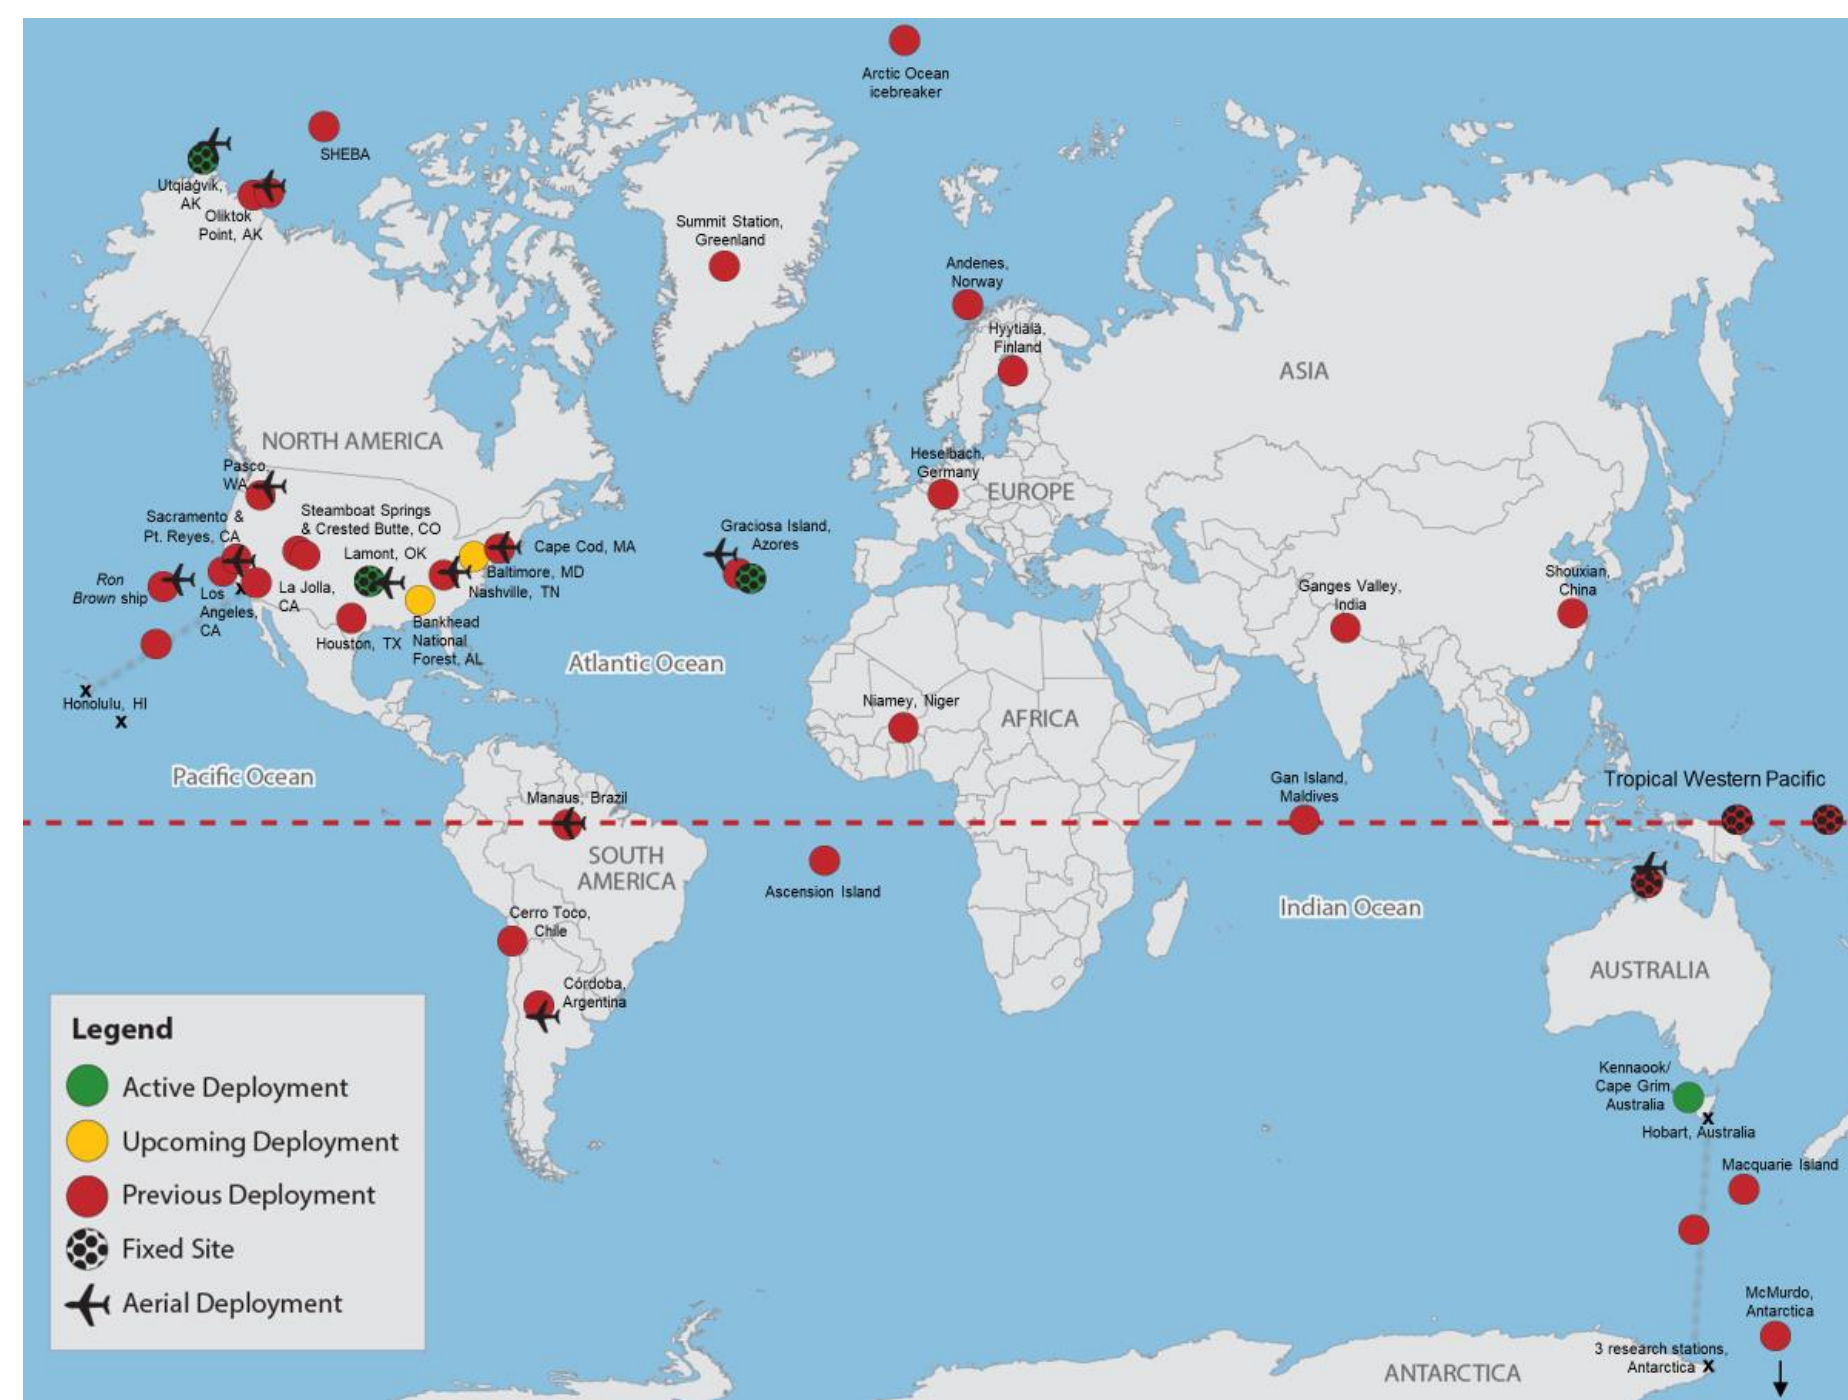 Arctic Ocean
icebreaker
SHEBA
Utqiaġvik,
AK
Oliktok
Point, AK
Summit Station,
Greenland
Andenes,
Norway
Hyytiälä,
Finland
ASIA
NORTH AMERICA
Pasco,
WA
Heselbach,
Germany
EUROPE
Steamboat Springs
& Crested Butte, CO
Sacramento &
Pt. Reyes, CA
Lamont, OK
Cape Cod, MA
Graciosa Island,
Azores
Baltimore, MD
Nashville, TN
Ron
Brown ship
Los
Angeles,
CA
La Jolla,
CA
Ganges Valley,
India
Shouxian,
China
Houston, TX
Bankhead
National
Forest, AL
Atlantic Ocean
x
x
Honolulu, HI
x
Niamey, Niger
AFRICA
Pacific Ocean
Gan Island,
Maldives
Tropical Western Pacific
Manaus, Brazil
SOUTH
AMERICA
Ascension Island
Indian Ocean
Cerro Toco,
Chile
AUSTRALIA
Córdoba,
Argentina
Legend
Active Deployment
Upcoming Deployment
Previous Deployment
Fixed Site
Aerial Deployment
Kennaook/
Cape Grim,
Australia
x
Hobart, Australia
Macquarie Island
McMurdo,
Antarctica
3 research stations,
Antarctica x
ANTARCTICA